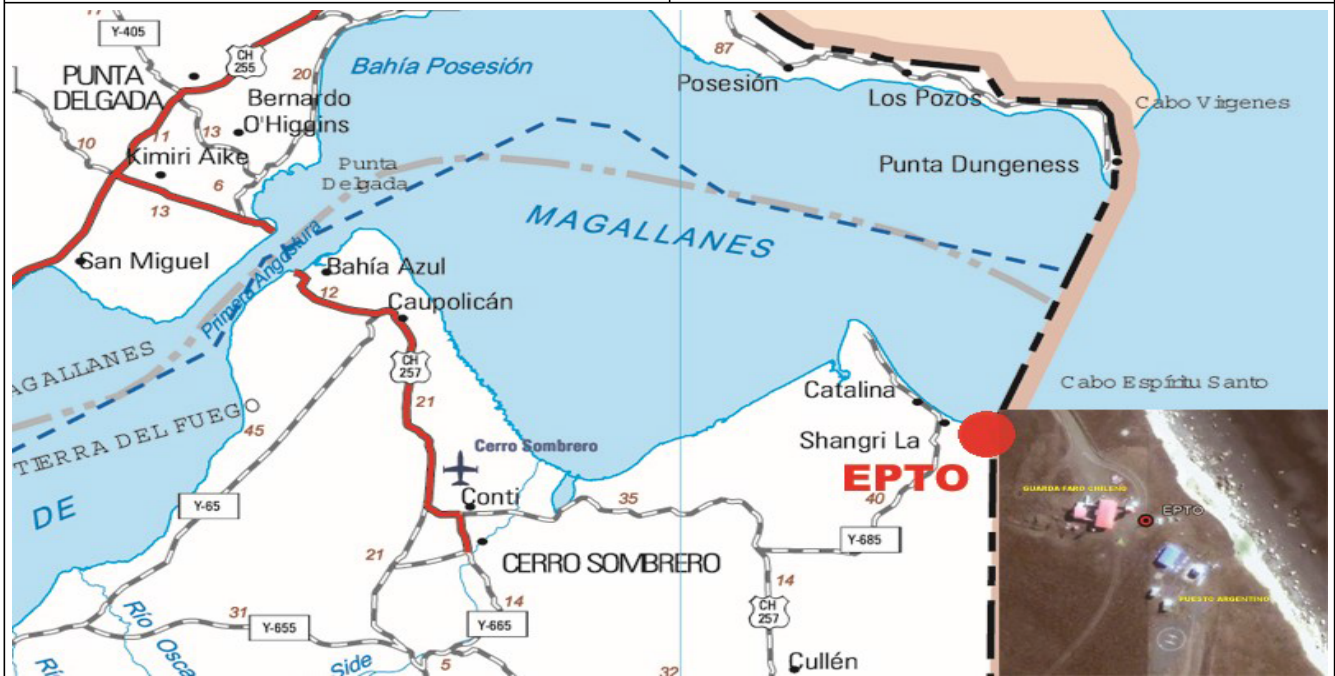 Y-405
CH
255
20
Bahía Posesión
PUNTA
DELGADA
Bernardo
O'Higgins
11
13
10
Kimiri Aike
6
13
Punta
Delgada
San Miguel
Primera Angostura
Bahía Azul
12
Caupolicán
MAGALLANES
87
Posesión
Los Pozos
Cabo Vírgenes
Punta Dungeness
AGALLANES
TIERRA DEL FUEGO
DE
45
CH
257
21
Cerro Sombrero
Catalina
Cabo Espíritu Santo
Shangri La
EPTO
40
Conti
35
Y-65
Y-685
21
CERRO SOMBRERO
14
14
CH
257
31
Y-655
Y-665
Río Osca
Rí
Side
5
32
Cullén
GUARDA FARO CHILENO
EPTO
PUESTO ARGENTINO
H